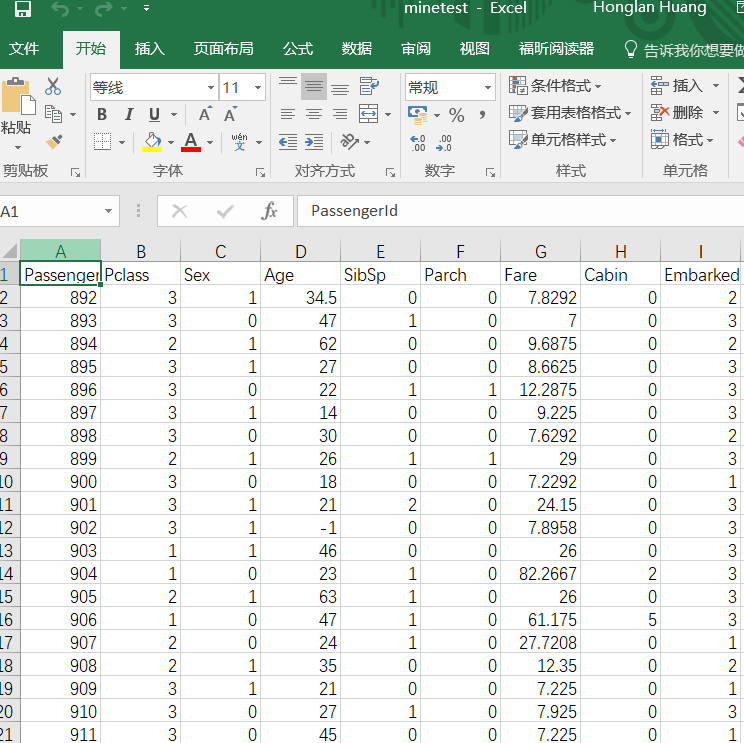 minetest - Excel Honglan Huang
文件 开始 插入 页面布局 公式 数据 审阅 视图 福昕阅读器 告诉我你想要做
等线 11 常规 条件格式 插入
粘贴 B I U A A % , 套用表格格式 删除
A wén 文 .0 .00 .00 .0 单元格样式 格式
剪贴板 字体 对齐方式 数字 样式 单元格
A1 fx PassengerId
A B C D E F G H I
1 Passenger Pclass Sex Age SibSp Parch Fare Cabin Embarked
2 892 3 1 34.5 0 0 7.8292 0 2
3 893 3 0 47 1 0 7 0 3
4 894 2 1 62 0 0 9.6875 0 2
5 895 3 1 27 0 0 8.6625 0 3
6 896 3 0 22 1 1 12.2875 0 3
7 897 3 1 14 0 0 9.225 0 3
8 898 3 0 30 0 0 7.6292 0 2
9 899 2 1 26 1 1 29 0 3
10 900 3 0 18 0 0 7.2292 0 1
11 901 3 1 21 2 0 24.15 0 3
12 902 3 1 -1 0 0 7.8958 0 3
13 903 1 1 46 0 0 26 0 3
14 904 1 0 23 1 0 82.2667 2 3
15 905 2 1 63 1 0 26 0 3
16 906 1 0 47 1 0 61.175 5 3
17 907 2 0 24 1 0 27.7208 0 1
18 908 2 1 35 0 0 12.35 0 2
19 909 3 1 21 0 0 7.225 0 1
20 910 3 0 27 1 0 7.925 0 3
21 911 3 0 45 0 0 7.225 0 1